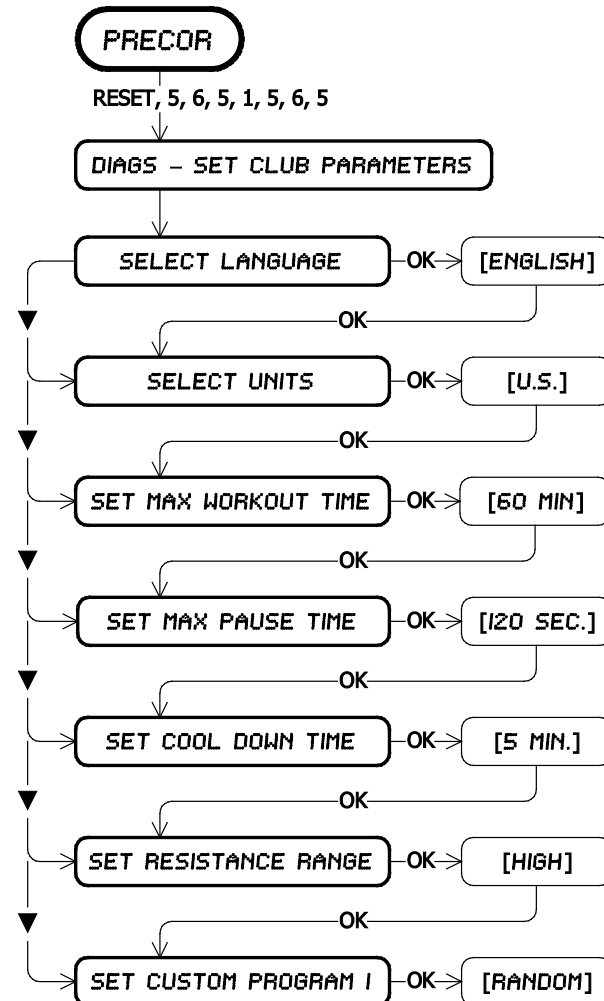 PRECOR
RESET, 5, 6, 5, 1, 5, 6, 5
DIAGS - SET CLUB PARAMETERS
SELECT LANGUAGE OK [ENGLISH]
OK
SELECT UNITS OK [U.S.]
OK
SET MAX WORKOUT TIME OK [60 MIN]
OK
SET MAX PAUSE TIME OK [120 SEC.]
OK
SET COOL DOWN TIME OK [5 MIN.]
OK
SET RESISTANCE RANGE OK [HIGH]
OK
SET CUSTOM PROGRAM 1 OK [RANDOM]